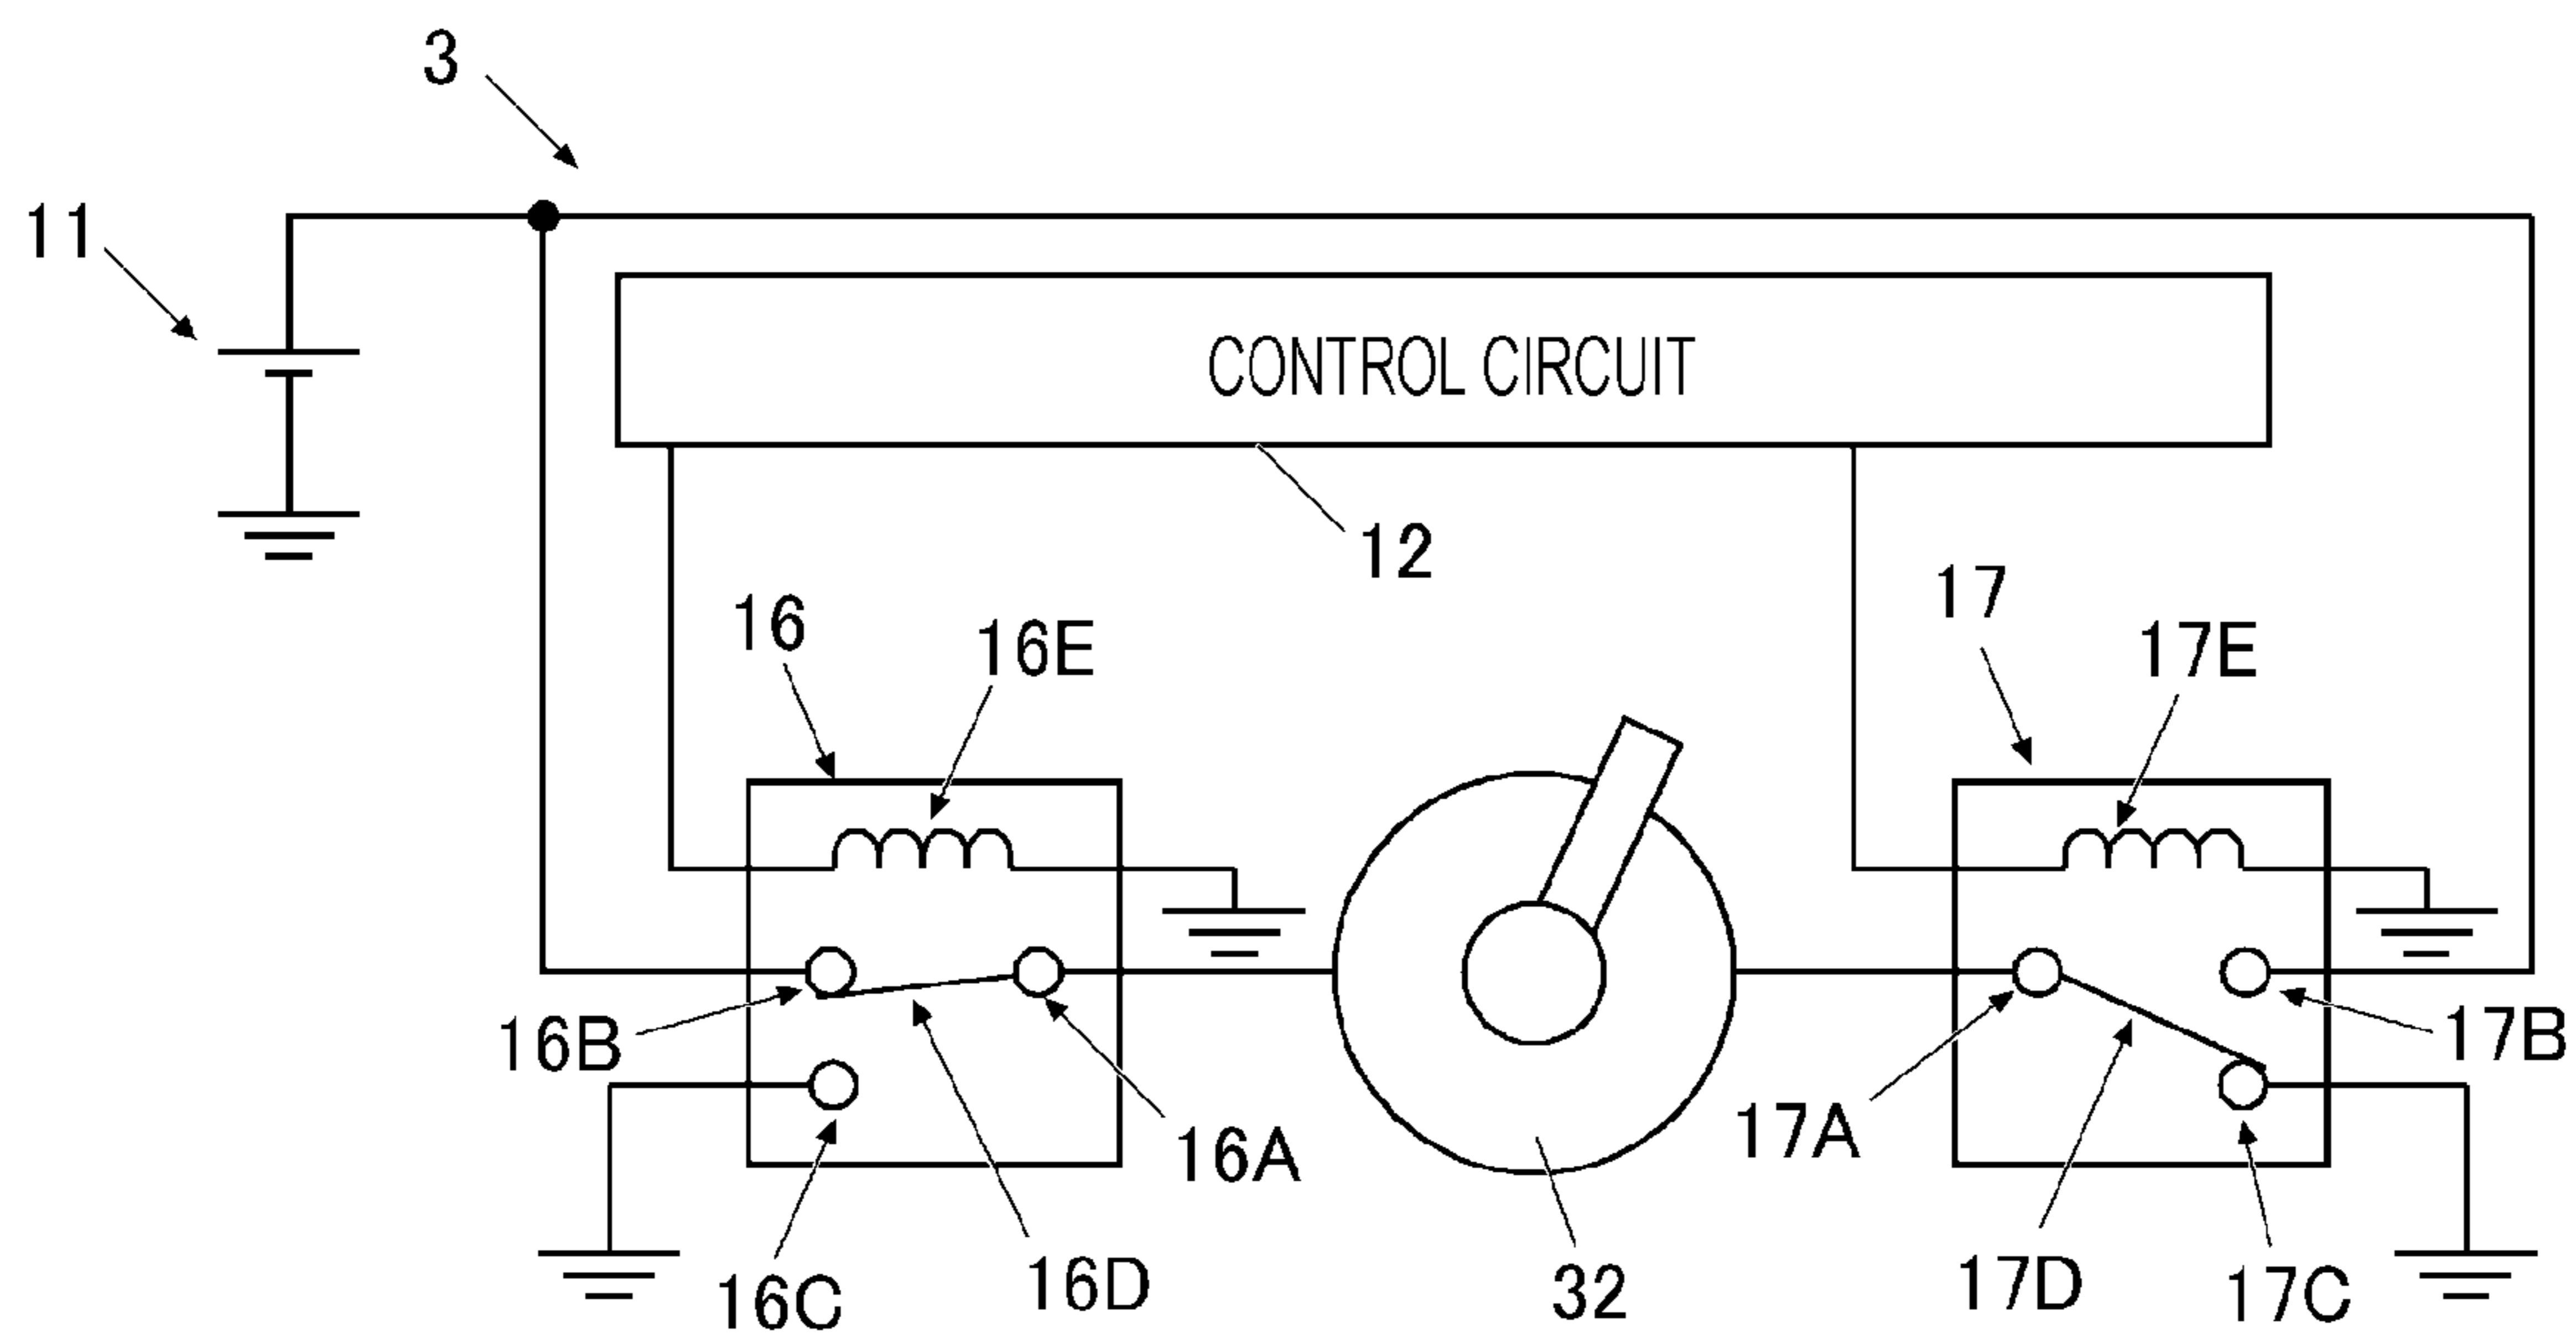 3
11
CONTROL CIRCUIT
12
16
16E
17
17E
16B
16A
17A
17B
16C
16D
32
17D
17C